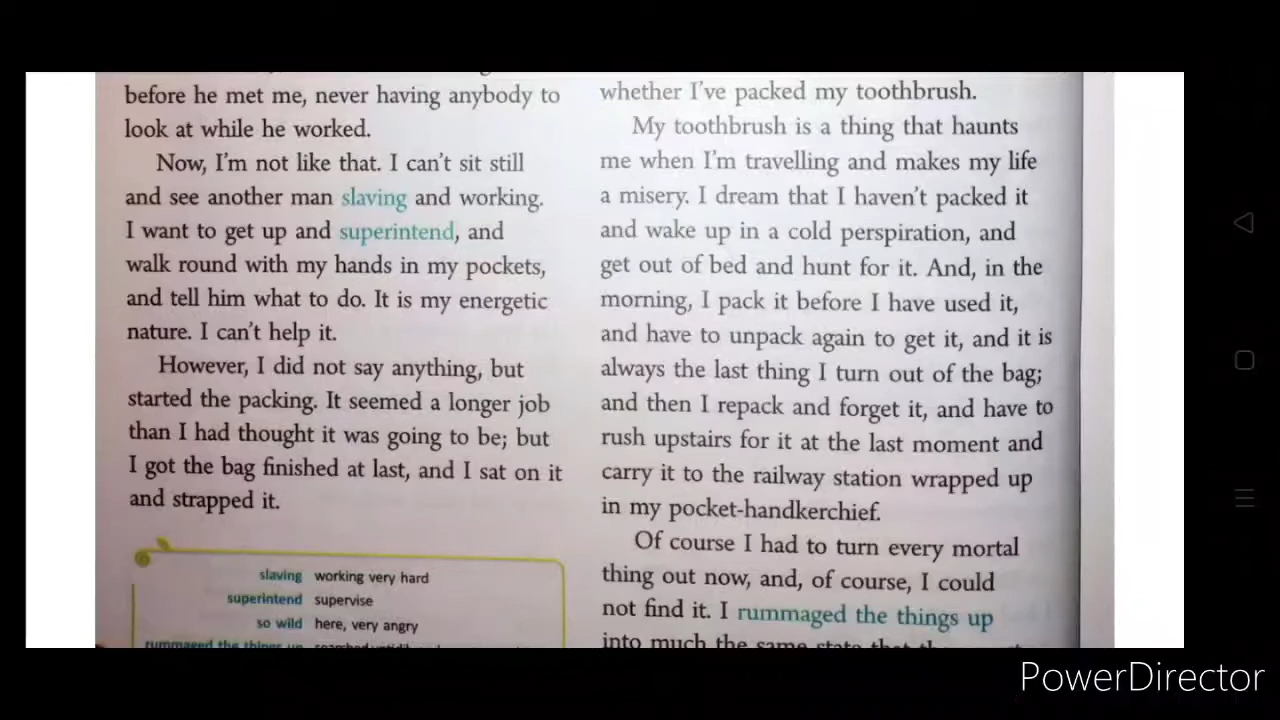 before he met me, never having anybody to
look at while he worked.
Now, I'm not like that. I can't sit still
and see another man slaving and working.
I want to get up and superintend, and
walk round with my hands in my pockets,
and tell him what to do. It is my energetic
nature. I can't help it.
However, I did not say anything, but
started the packing. It seemed a longer job
than I had thought it was going to be; but
I got the bag finished at last, and I sat on it
and strapped it.
slaving working very hard
superintend supervise
so wild here, very angry
rummaged the things up
whether I've packed my toothbrush.
My toothbrush is a thing that haunts
me when I'm travelling and makes my life
a misery. I dream that I haven't packed it
and wake up in a cold perspiration, and
get out of bed and hunt for it. And, in the
morning, I pack it before I have used it,
and have to unpack again to get it, and it is
always the last thing I turn out of the bag;
and then I repack and forget it, and have to
rush upstairs for it at the last moment and
carry it to the railway station wrapped up
in my pocket-handkerchief.
Of course I had to turn every mortal
thing out now, and, of course, I could
not find it. I rummaged the things up
into much the same state that
PowerDirector